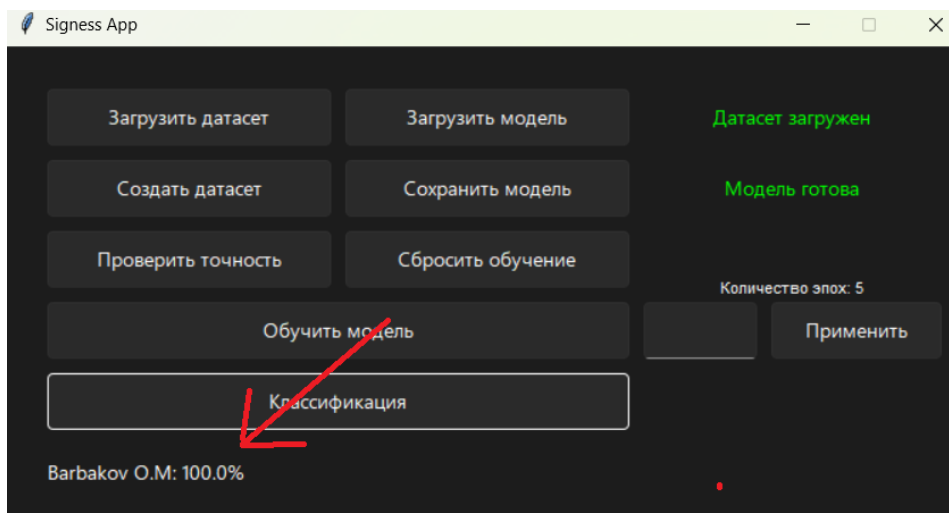 Signess App
Загрузить датасет Загрузить модель Датасет загружен
Создать датасет Сохранить модель Модель готова
Проверить точность Сбросить обучение
Количество эпох: 5
Обучить модель Применить
Классификация
Barbakov O.M: 100.0%